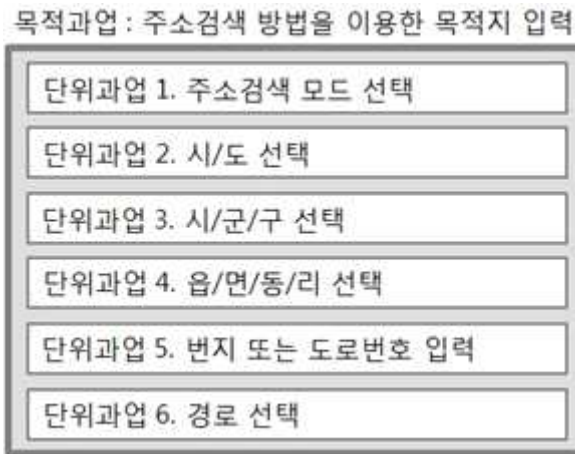 목적과업 : 주소검색 방법을 이용한 목적지 입력
단위과업 1. 주소검색 모드 선택
단위과업 2. 시/도 선택
단위과업 3. 시/군/구 선택
단위과업 4. 읍/면/동/리 선택
단위과업 5. 번지 또는 도로번호 입력
단위과업 6. 경로 선택